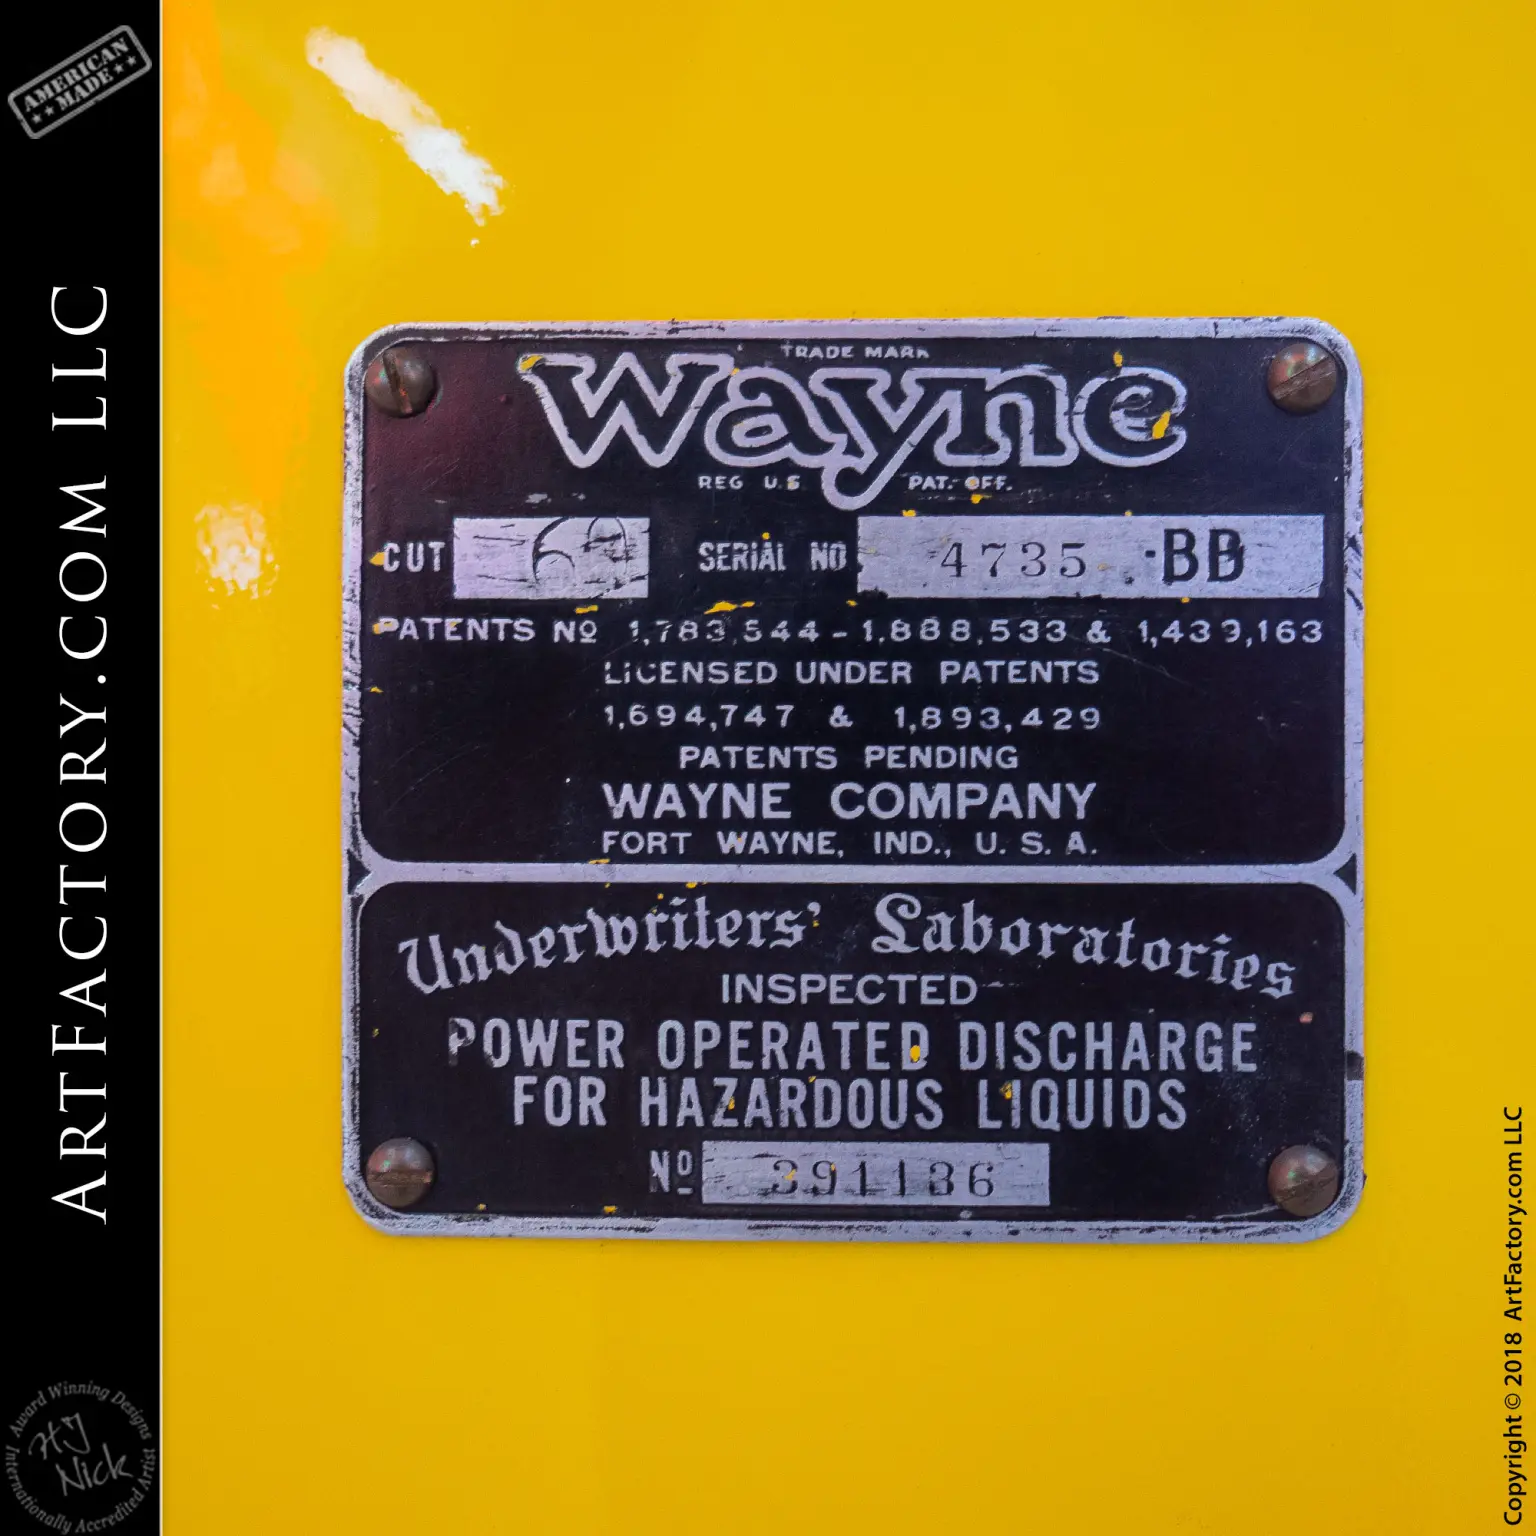 AMERICAN
MADE
ARTFACTORY.COM LLC
Award Winning Designs
HJ
Nick
Internationally Accredited Artist
TRADE MARK
Wayne
REG U.S. PAT. OFF.
CUT 60 SERIAL NO 4735 BB
PATENTS Nº 1,783,544 - 1,888,533 & 1,439,163
LICENSED UNDER PATENTS
1,694,747 & 1,893,429
PATENTS PENDING
WAYNE COMPANY
FORT WAYNE, IND., U. S. A.
Underwriters' Laboratories
INSPECTED
POWER OPERATED DISCHARGE
FOR HAZARDOUS LIQUIDS
Nº 391186
Copyright © 2018 ArtFactory.com LLC